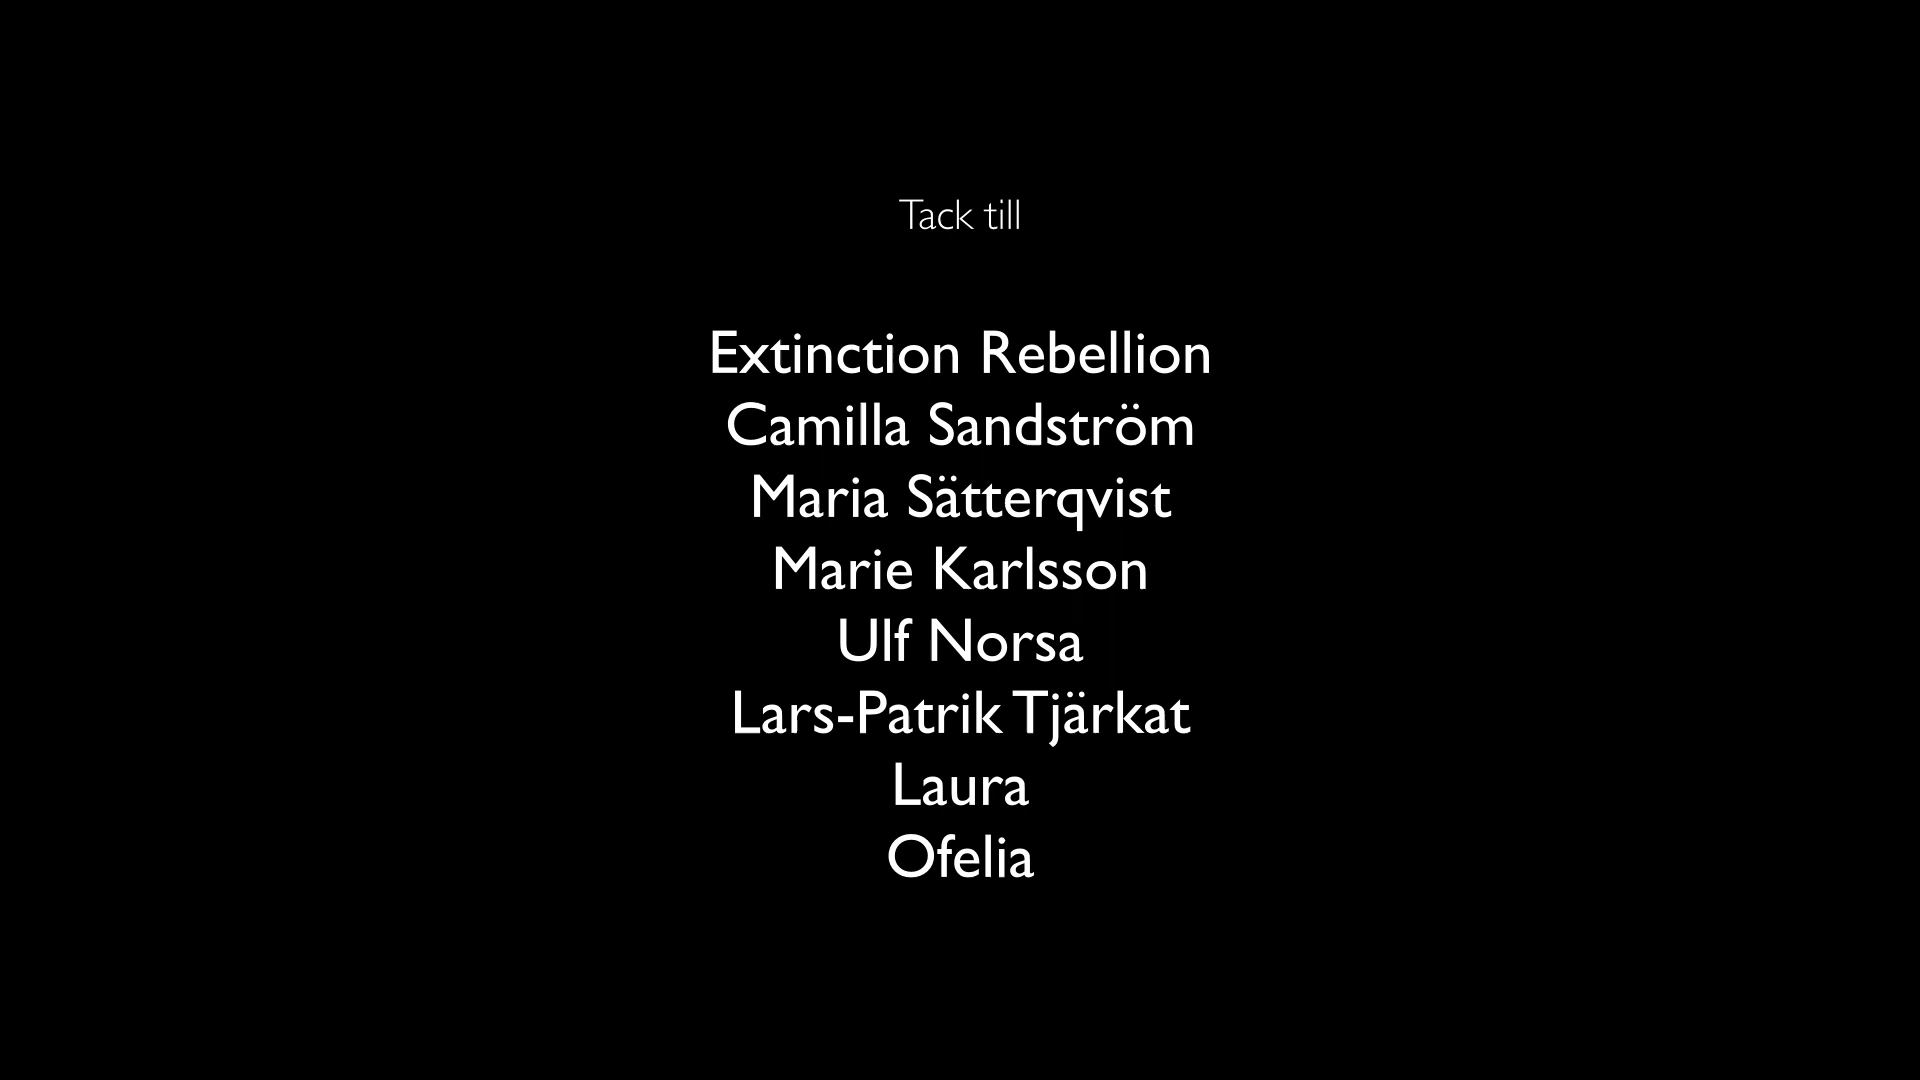 Tack till
Extinction Rebellion
Camilla Sandström
Maria Sätterqvist
Marie Karlsson
Ulf Norsa
Lars-Patrik Tjärkat
Laura
Ofelia